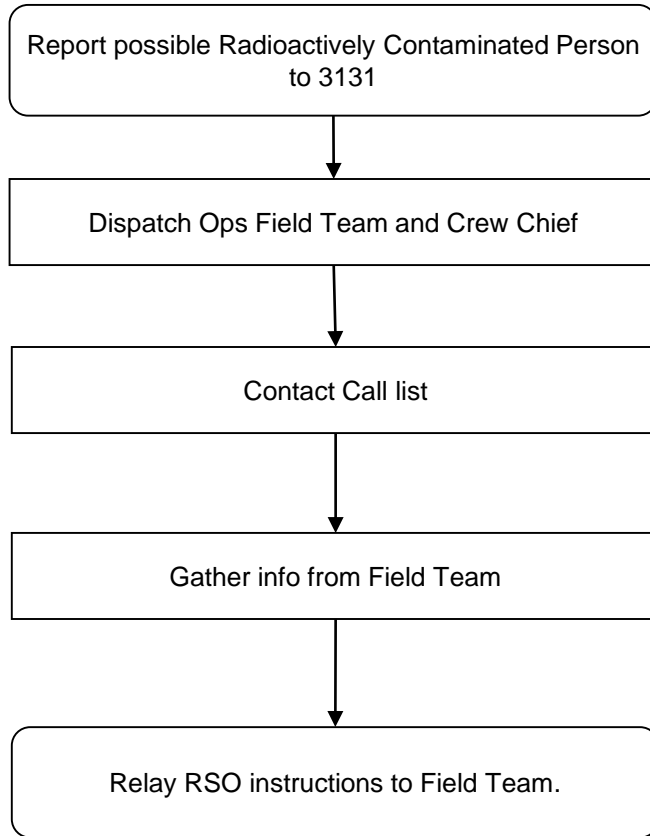 Report possible Radioactively Contaminated Person
to 3131
Dispatch Ops Field Team and Crew Chief
Contact Call list
Gather info from Field Team
Relay RSO instructions to Field Team.